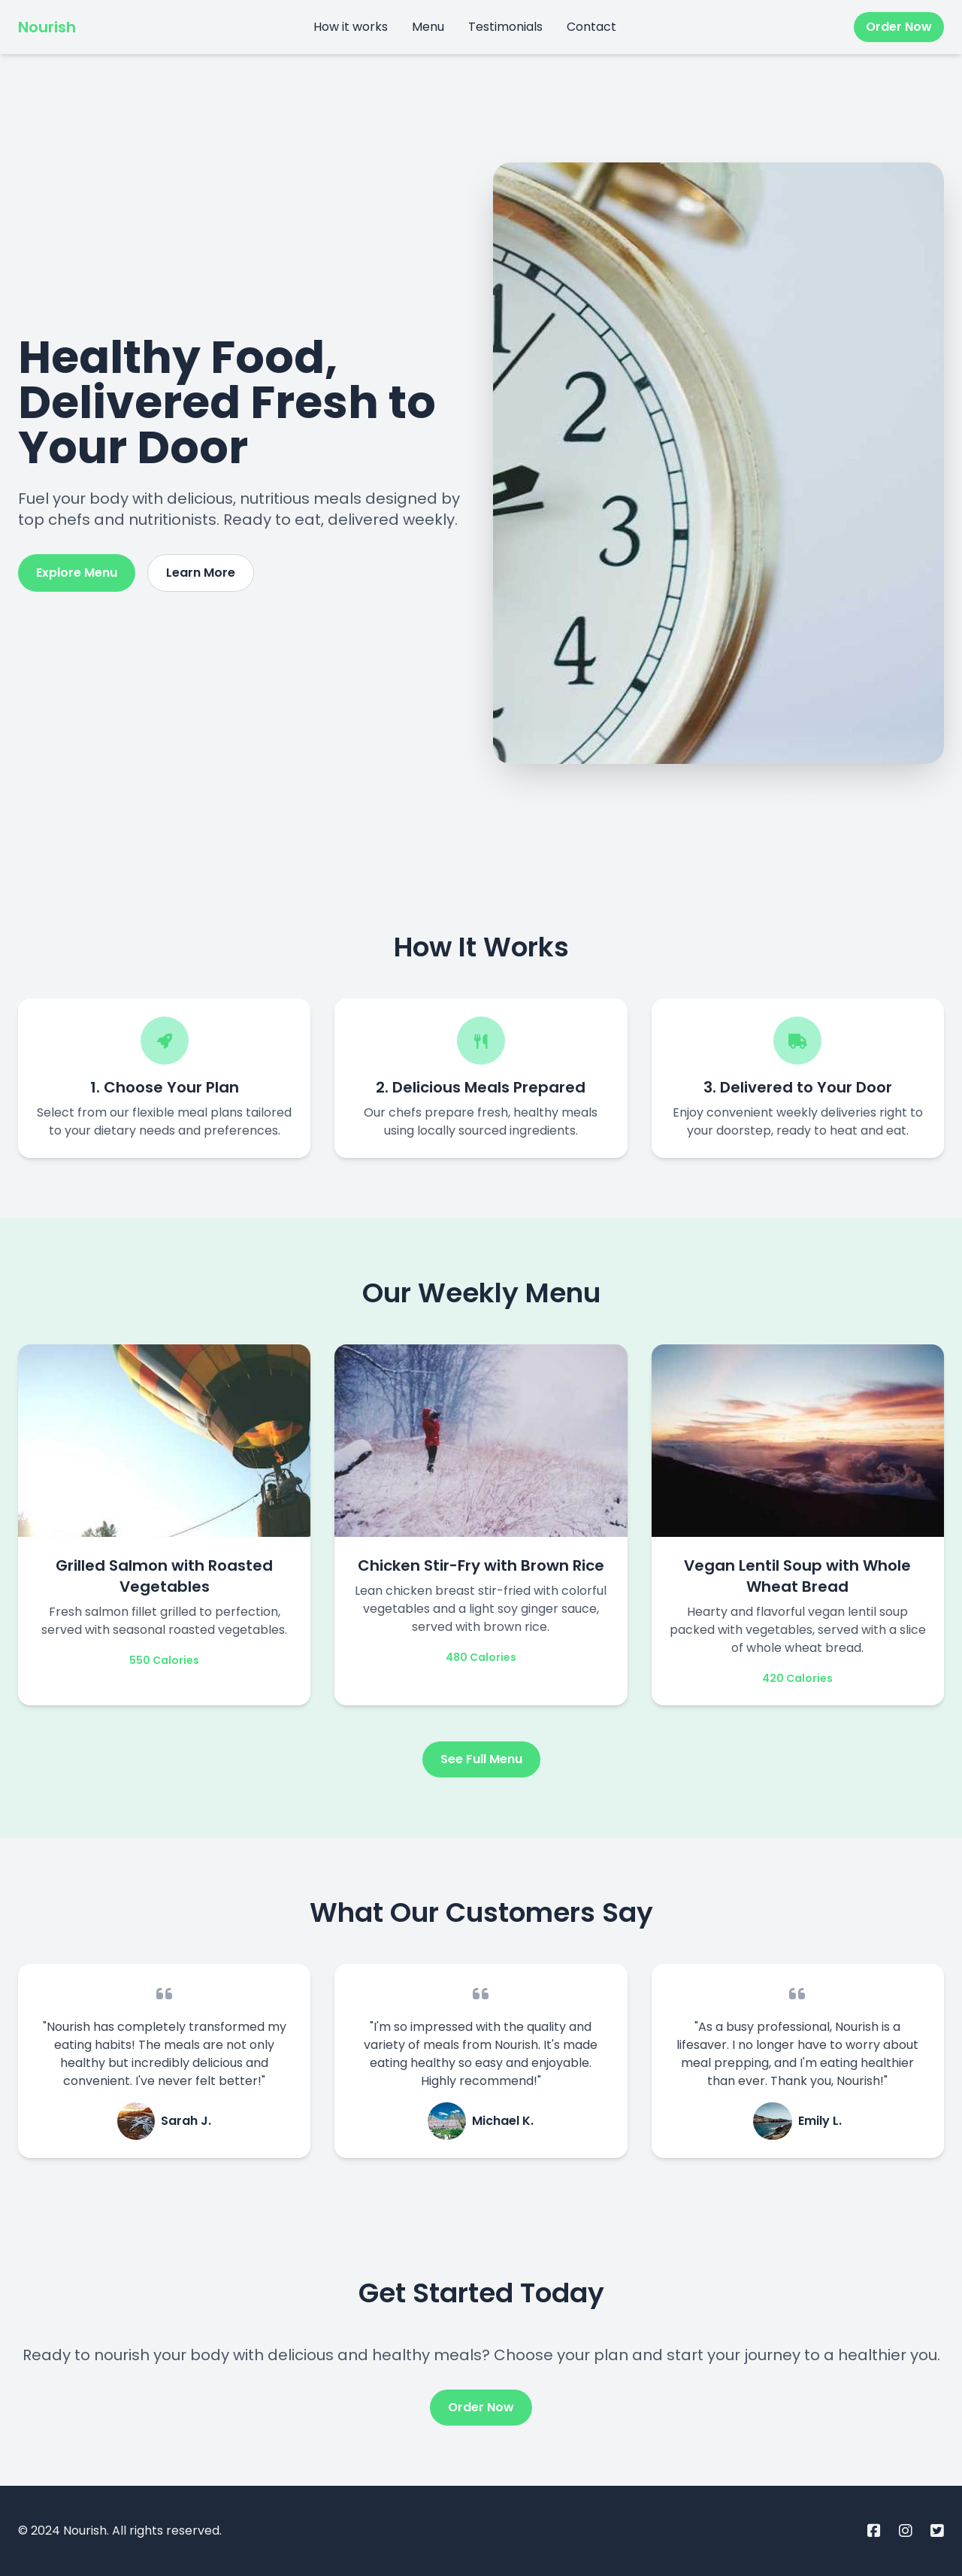 Nourish
How it works
Menu
Testimonials
Contact
Order Now
Healthy Food,
Delivered Fresh to
Your Door
Fuel your body with delicious, nutritious meals designed by
top chefs and nutritionists. Ready to eat, delivered weekly.
Explore Menu
Learn More
1
2
3
4
5
How It Works
1. Choose Your Plan
Select from our flexible meal plans tailored
to your dietary needs and preferences.
2. Delicious Meals Prepared
Our chefs prepare fresh, healthy meals
using locally sourced ingredients.
3. Delivered to Your Door
Enjoy convenient weekly deliveries right to
your doorstep, ready to heat and eat.
Our Weekly Menu
Grilled Salmon with Roasted
Vegetables
Fresh salmon fillet grilled to perfection,
served with seasonal roasted vegetables.
550 Calories
Chicken Stir-Fry with Brown Rice
Lean chicken breast stir-fried with colorful
vegetables and a light soy ginger sauce,
served with brown rice.
480 Calories
Vegan Lentil Soup with Whole
Wheat Bread
Hearty and flavorful vegan lentil soup
packed with vegetables, served with a slice
of whole wheat bread.
420 Calories
See Full Menu
What Our Customers Say
"Nourish has completely transformed my
eating habits! The meals are not only
healthy but incredibly delicious and
convenient. I've never felt better!"
Sarah J.
"I'm so impressed with the quality and
variety of meals from Nourish. It's made
eating healthy so easy and enjoyable.
Highly recommend!"
Michael K.
"As a busy professional, Nourish is a
lifesaver. I no longer have to worry about
meal prepping, and I'm eating healthier
than ever. Thank you, Nourish!"
Emily L.
Get Started Today
Ready to nourish your body with delicious and healthy meals? Choose your plan and start your journey to a healthier you.
Order Now
© 2024 Nourish. All rights reserved.